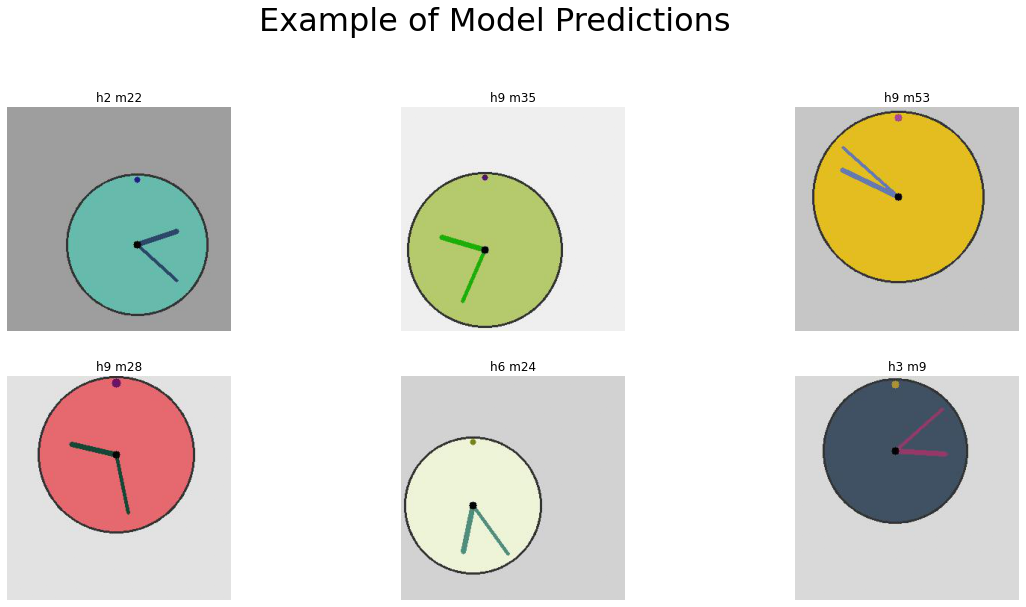 Example of Model Predictions
h2 m22
h9 m35
h9 m53
h9 m28
h6 m24
h3 m9